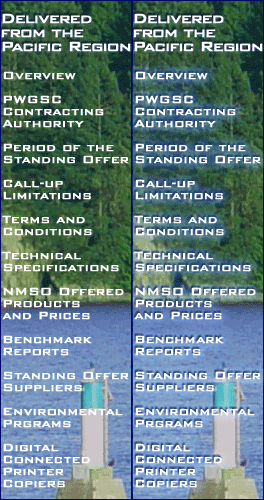 Delivered
from the
Pacific Region
Overview
PWGSC
Contracting
Authority
Period of the
Standing Offer
Call-up
Limitations
Terms and
Conditions
Technical
Specifications
NMSO Offered
Products
and Prices
Benchmark
Reports
Standing Offer
Suppliers
Environmental
Prgrams
Digital
Connected
Printer
Copiers
Delivered
from the
Pacific Region
Overview
PWGSC
Contracting
Authority
Period of the
Standing Offer
Call-up
Limitations
Terms and
Conditions
Technical
Specifications
NMSO Offered
Products
and Prices
Benchmark
Reports
Standing Offer
Suppliers
Environmental
Prgrams
Digital
Connected
Printer
Copiers